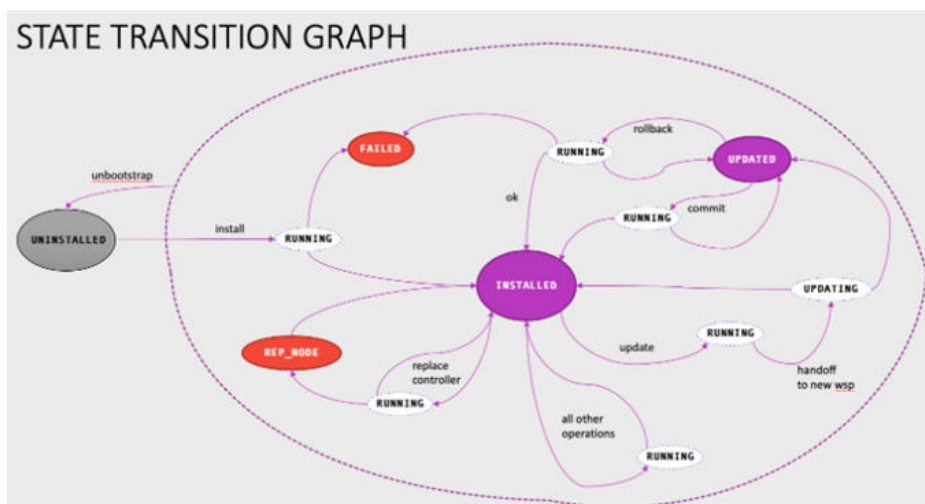 STATE TRANSITION GRAPH
rollback
FAILED
RUNNING
UPDATED
unbootstrap
ok
commit
RUNNING
install
UNINSTALLED
RUNNING
INSTALLED
UPDATING
RUNNING
update
REP_NODE
replace
controller
handoff
to new wsp
RUNNING
all other
operations
RUNNING